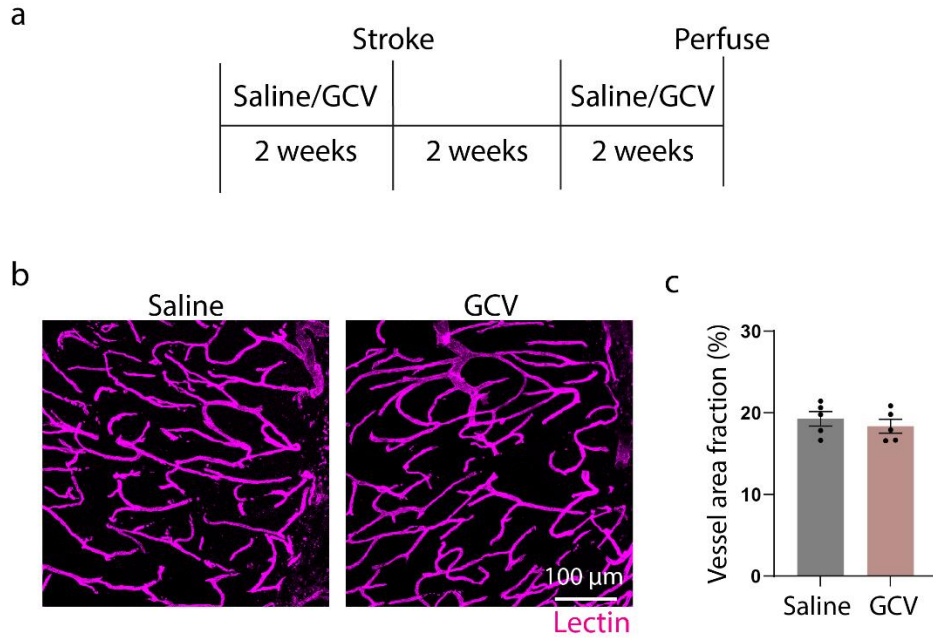 a
Stroke Perfuse
Saline/GCV Saline/GCV
2 weeks 2 weeks 2 weeks
b
Saline GCV
100 µm
Lectin
c
Vessel area fraction (%)
30
20
10
0
Saline GCV